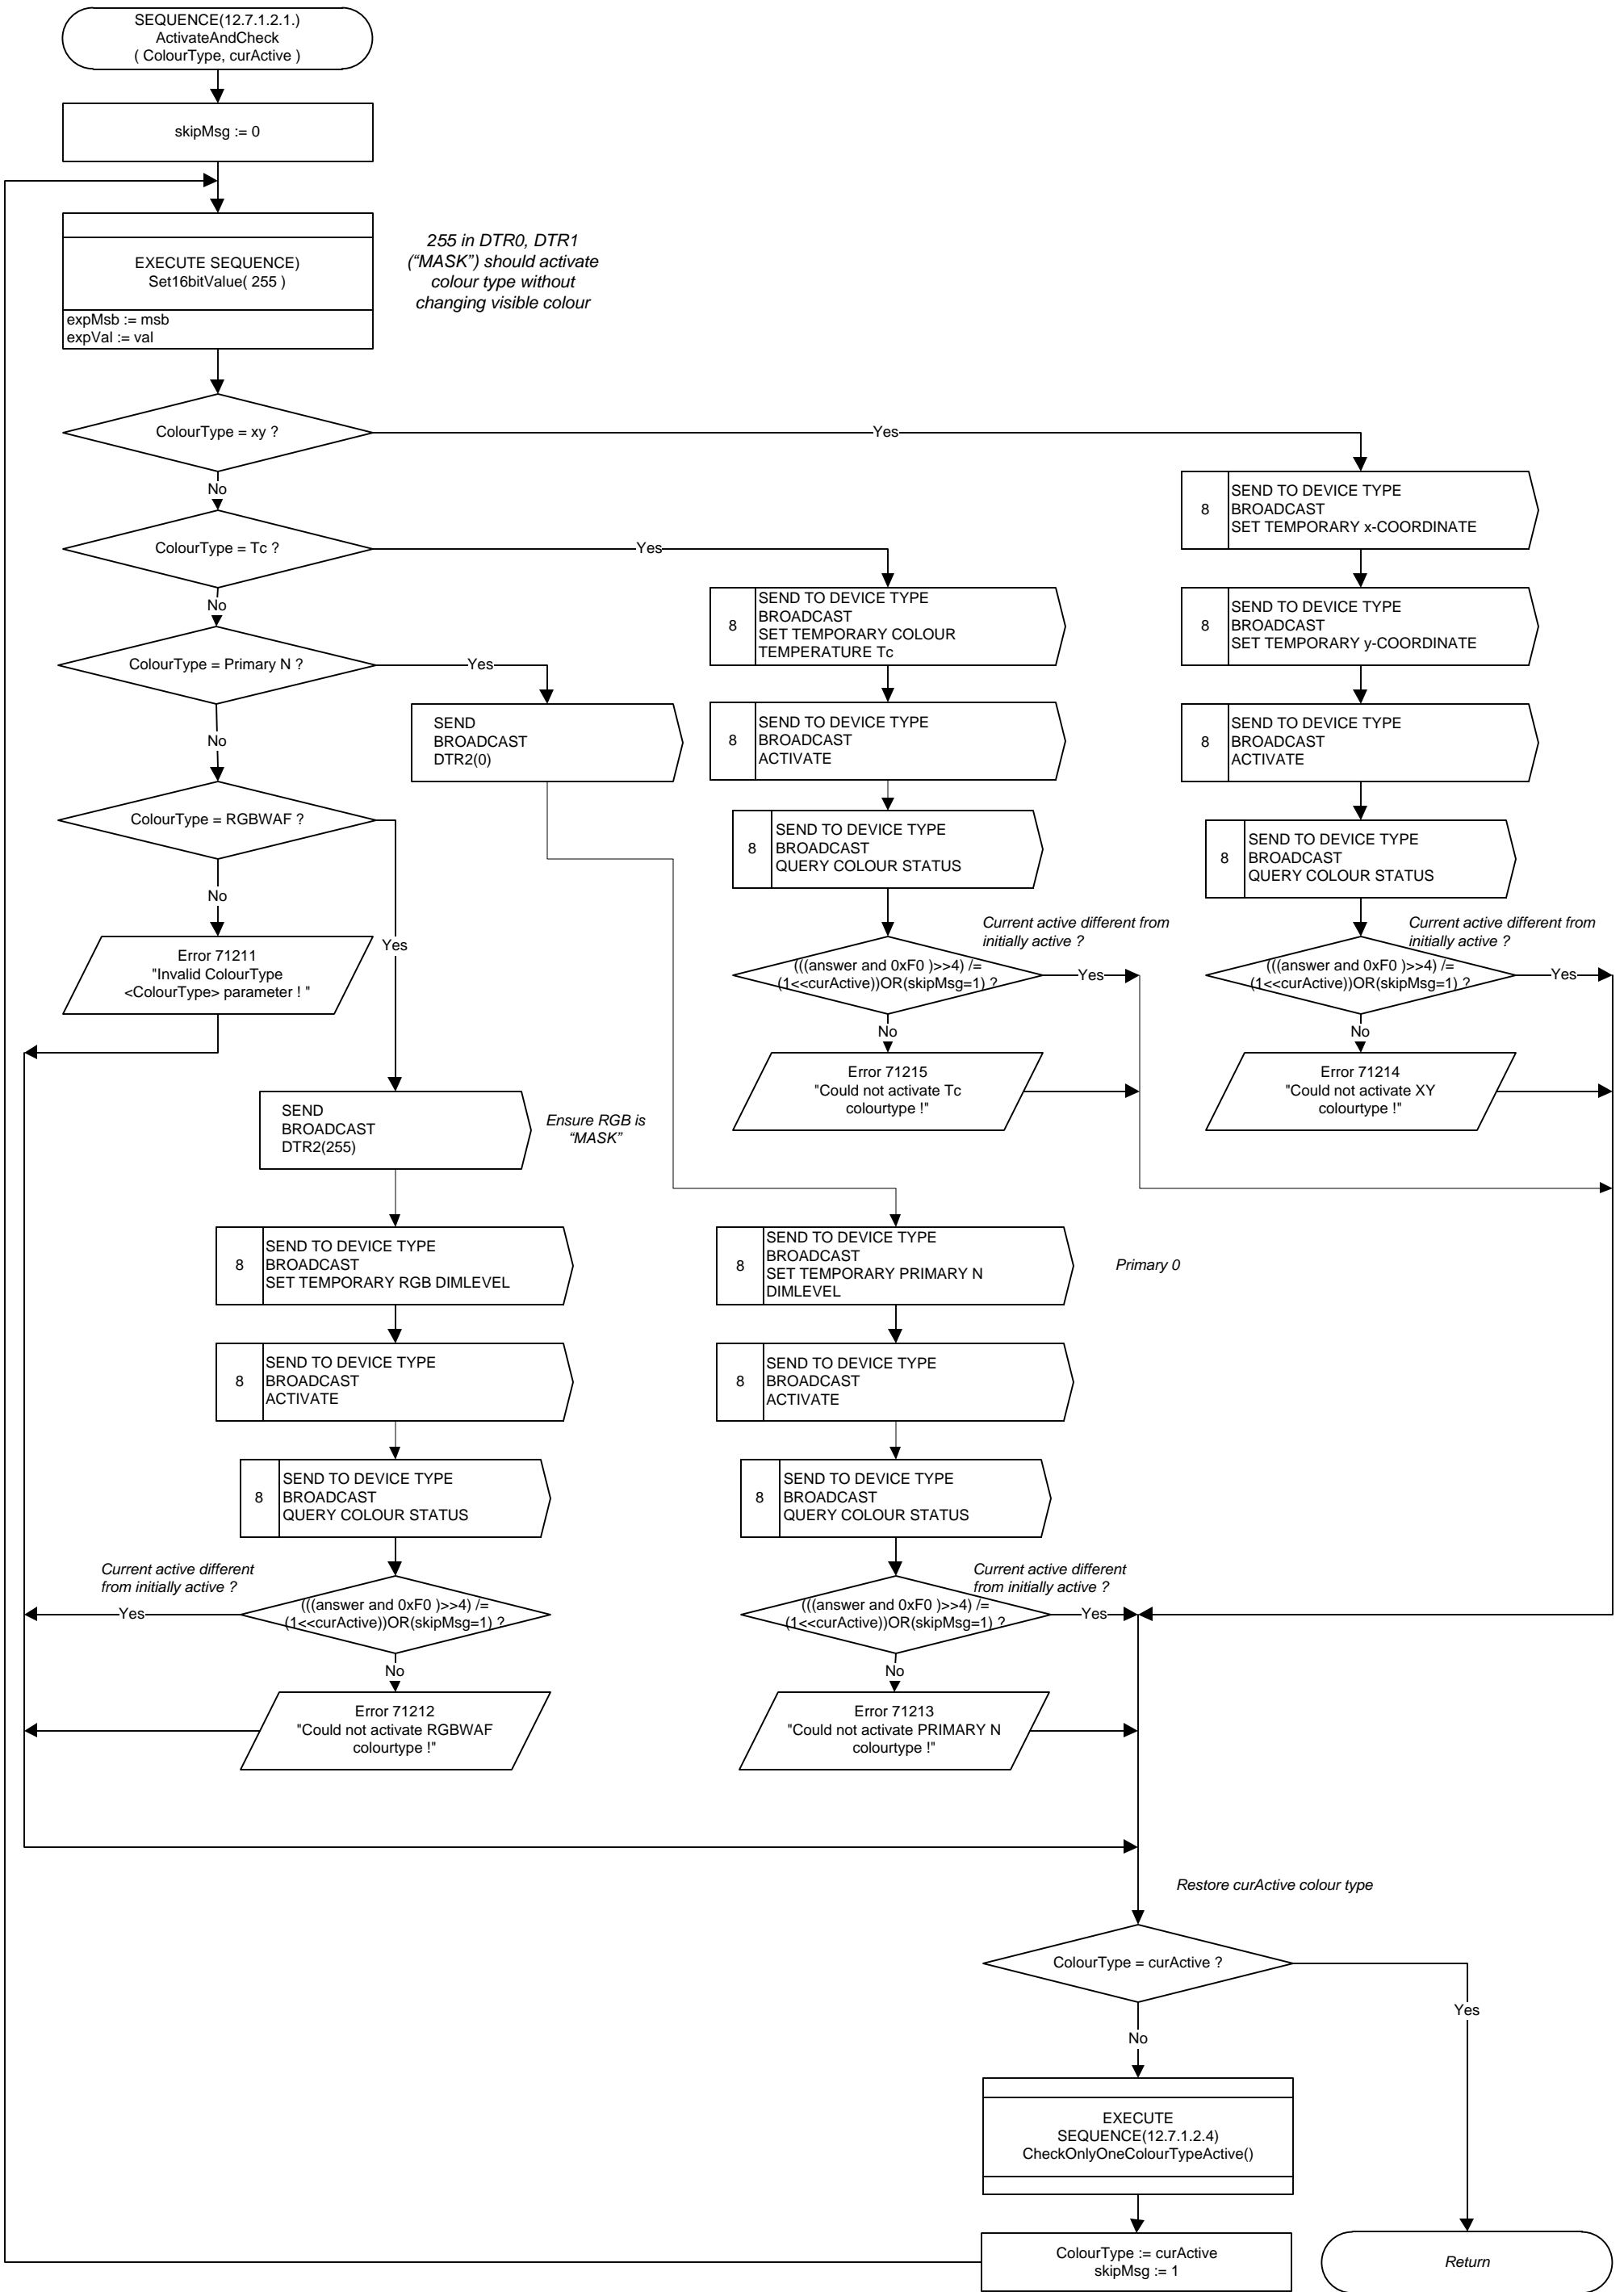 SEQUENCE(12.7.1.2.1.)
ActivateAndCheck
( ColourType, curActive )
skipMsg := 0
EXECUTE SEQUENCE)
Set16bitValue( 255 )
expMsb := msb
expVal := val
255 in DTR0, DTR1
(“MASK”) should activate
colour type without
changing visible colour
ColourType = xy ?
Yes
No
SEND TO DEVICE TYPE
8
BROADCAST
SET TEMPORARY x-COORDINATE
ColourType = Tc ?
Yes
No
SEND TO DEVICE TYPE
BROADCAST
8
SET TEMPORARY COLOUR
TEMPERATURE Tc
SEND TO DEVICE TYPE
8
BROADCAST
SET TEMPORARY y-COORDINATE
ColourType = Primary N ?
Yes
No
SEND
BROADCAST
DTR2(0)
SEND TO DEVICE TYPE
8
BROADCAST
ACTIVATE
SEND TO DEVICE TYPE
8
BROADCAST
ACTIVATE
ColourType = RGBWAF ?
No
Yes
SEND TO DEVICE TYPE
8
BROADCAST
QUERY COLOUR STATUS
SEND TO DEVICE TYPE
8
BROADCAST
QUERY COLOUR STATUS
Error 71211
"Invalid ColourType
<ColourType> parameter ! "
Current active different from
initially active ?
(((answer and 0xF0 )>>4) /=
(1<<curActive))OR(skipMsg=1) ?
Yes
No
Current active different from
initially active ?
(((answer and 0xF0 )>>4) /=
(1<<curActive))OR(skipMsg=1) ?
Yes
No
Error 71215
"Could not activate Tc
colourtype !"
Error 71214
"Could not activate XY
colourtype !"
SEND
BROADCAST
DTR2(255)
Ensure RGB is
“MASK”
SEND TO DEVICE TYPE
8
BROADCAST
SET TEMPORARY RGB DIMLEVEL
SEND TO DEVICE TYPE
BROADCAST
8
SET TEMPORARY PRIMARY N
DIMLEVEL
Primary 0
SEND TO DEVICE TYPE
8
BROADCAST
ACTIVATE
SEND TO DEVICE TYPE
8
BROADCAST
ACTIVATE
SEND TO DEVICE TYPE
8
BROADCAST
QUERY COLOUR STATUS
SEND TO DEVICE TYPE
8
BROADCAST
QUERY COLOUR STATUS
Current active different
from initially active ?
Yes
(((answer and 0xF0 )>>4) /=
(1<<curActive))OR(skipMsg=1) ?
No
Current active different
from initially active ?
(((answer and 0xF0 )>>4) /=
(1<<curActive))OR(skipMsg=1) ?
Yes
No
Error 71212
"Could not activate RGBWAF
colourtype !"
Error 71213
"Could not activate PRIMARY N
colourtype !"
Restore curActive colour type
ColourType = curActive ?
Yes
No
EXECUTE
SEQUENCE(12.7.1.2.4)
CheckOnlyOneColourTypeActive()
ColourType := curActive
skipMsg := 1
Return